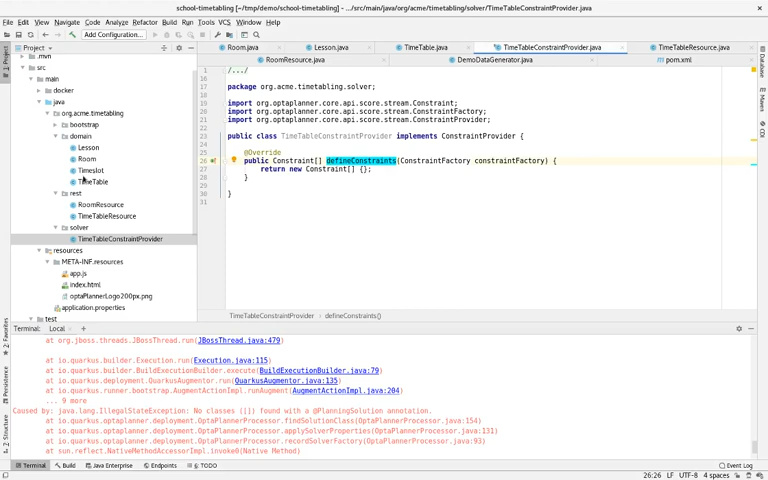 school-timetabling [~/tmp/demo/school-timetabling] - .../src/main/java/org/acme/timetabling/solver/TimeTableConstraintProvider.java
File Edit View Navigate Code Analyze Refactor Build Run Tools VCS Window Help
Add Configuration...
Project
Room.java
Lesson.java
TimeTable.java
TimeTableConstraintProvider.java
TimeTableResource.java
RoomResource.java
DemoDataGenerator.java
pom.xml
.mvn
src
main
docker
java
org.acme.timetabling
bootstrap
domain
Lesson
Room
Timeslot
TimeTable
rest
RoomResource
TimeTableResource
solver
TimeTableConstraintProvider
resources
META-INF.resources
app.js
index.html
optaPlannerLogo200px.png
application.properties
test
1 /.../
16
17 package org.acme.timetabling.solver;
18
19 import org.optaplanner.core.api.score.stream.Constraint;
20 import org.optaplanner.core.api.score.stream.ConstraintFactory;
21 import org.optaplanner.core.api.score.stream.ConstraintProvider;
22
23 public class TimeTableConstraintProvider implements ConstraintProvider {
24
25 @Override
26 public Constraint[] defineConstraints(ConstraintFactory constraintFactory) {
27 return new Constraint[] {};
28 }
29
30 }
31
TimeTableConstraintProvider › defineConstraints()
1: Project
2: Favorites
Persistence
7: Structure
Database
Maven
CDI
Terminal: Local +
at org.jboss.threads.JBossThread.run(JBossThread.java:479)
at io.quarkus.builder.Execution.run(Execution.java:115)
at io.quarkus.builder.BuildExecutionBuilder.execute(BuildExecutionBuilder.java:79)
at io.quarkus.deployment.QuarkusAugmentor.run(QuarkusAugmentor.java:135)
at io.quarkus.runner.bootstrap.AugmentActionImpl.runAugment(AugmentActionImpl.java:204)
... 9 more
Caused by: java.lang.IllegalStateException: No classes ([]) found with a @PlanningSolution annotation.
at org.optaplanner.deployment.OptaPlannerProcessor.findSolutionClass(OptaPlannerProcessor.java:154)
at org.optaplanner.deployment.OptaPlannerProcessor.applySolverProperties(OptaPlannerProcessor.java:131)
at org.optaplanner.deployment.OptaPlannerProcessor.recordSolverFactory(OptaPlannerProcessor.java:93)
at sun.reflect.NativeMethodAccessorImpl.invoke0(Native Method)
Terminal Build Java Enterprise Endpoints 6: TODO Event Log
26:26 LF UTF-8 4 spaces